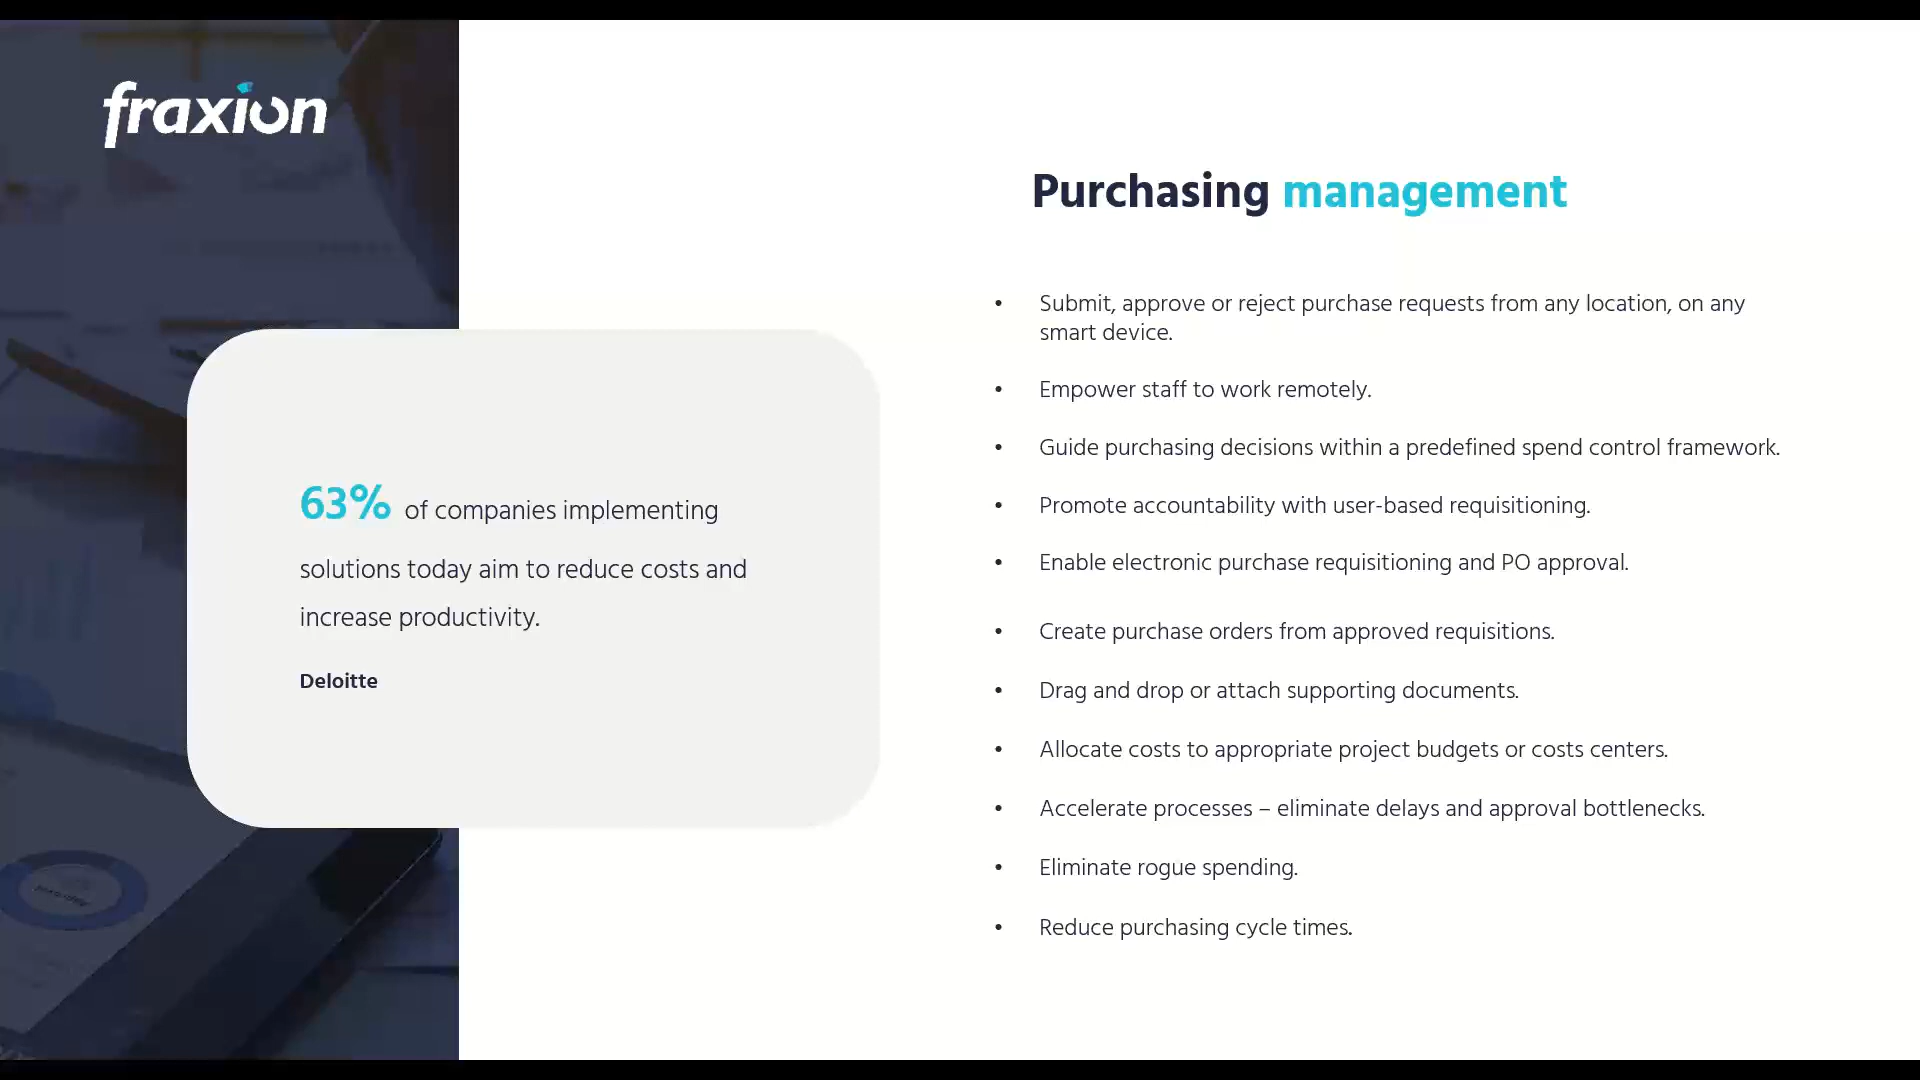 fraxion
Purchasing management
63% of companies implementing
solutions today aim to reduce costs and
increase productivity.
Deloitte
• Submit, approve or reject purchase requests from any location, on any
smart device.
• Empower staff to work remotely.
• Guide purchasing decisions within a predefined spend control framework.
• Promote accountability with user-based requisitioning.
• Enable electronic purchase requisitioning and PO approval.
• Create purchase orders from approved requisitions.
• Drag and drop or attach supporting documents.
• Allocate costs to appropriate project budgets or costs centers.
• Accelerate processes – eliminate delays and approval bottlenecks.
• Eliminate rogue spending.
• Reduce purchasing cycle times.